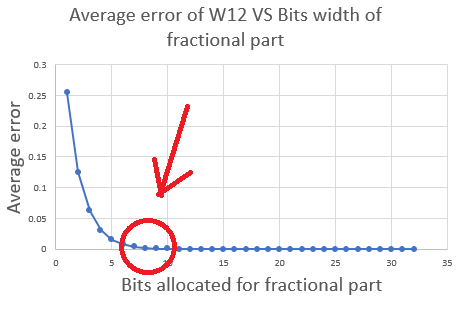 Average error of W12 VS Bits width of
fractional part
0.3
0.25
0.2
0.15
0.1
0.05
0
Average error
0 5 10 15 20 25 30 35
Bits allocated for fractional part